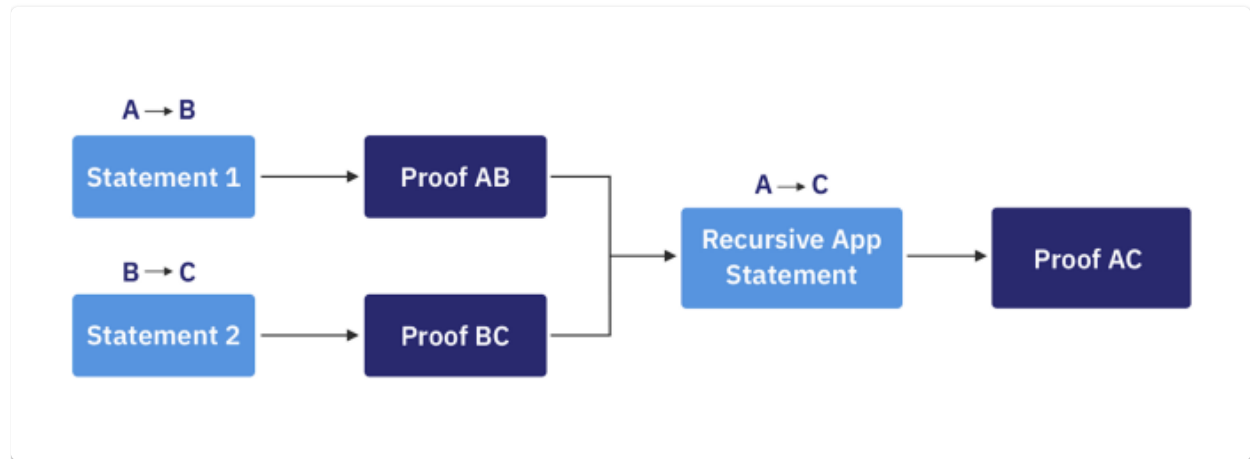 A → B
Statement 1
Proof AB
B → C
Statement 2
Proof BC
A → C
Recursive App
Statement
Proof AC